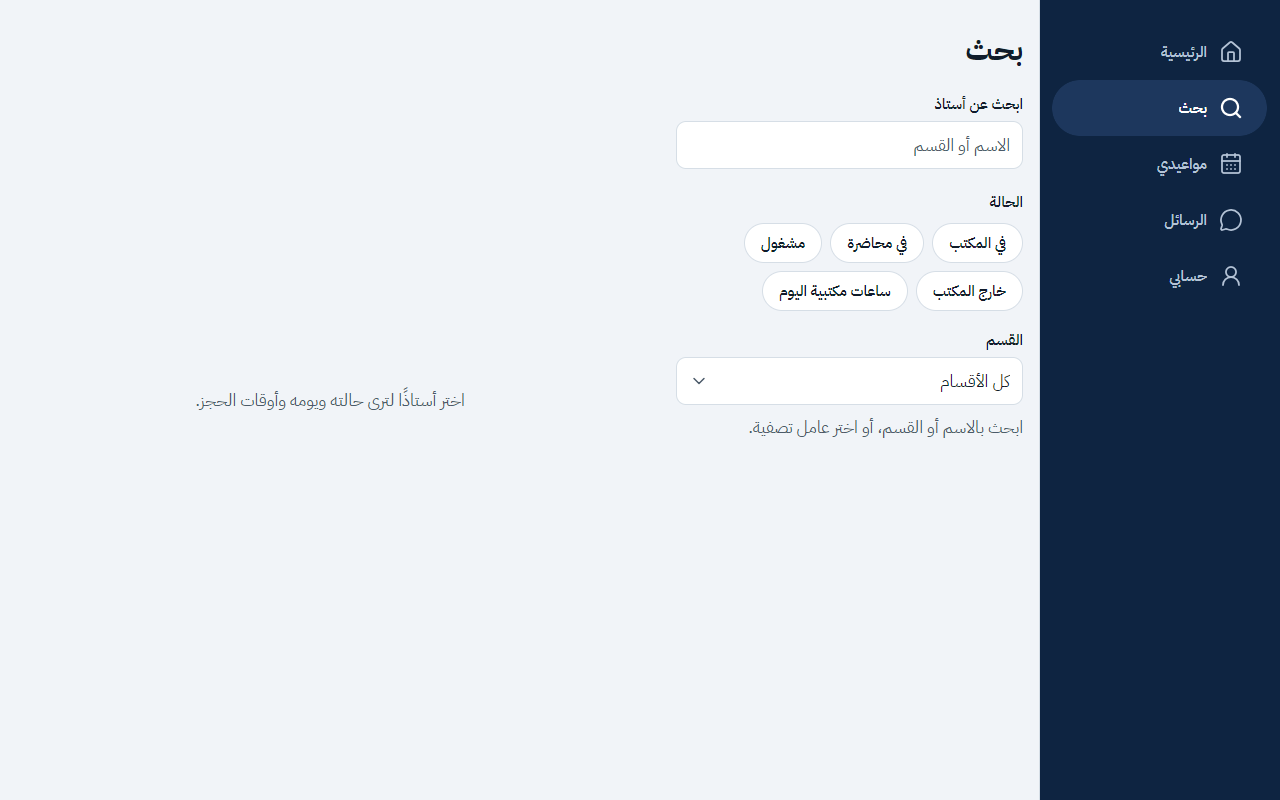 الرئيسية
بحث
مواعيدي
الرسائل
حسابي
بحث
ابحث عن أستاذ
الاسم أو القسم
الحالة
في المكتب
في محاضرة
مشغول
خارج المكتب
ساعات مكتبية اليوم
القسم
كل الأقسام
ابحث بالاسم أو القسم، أو اختر عامل تصفية.
اختر أستاذًا لترى حالته ويومه وأوقات الحجز.